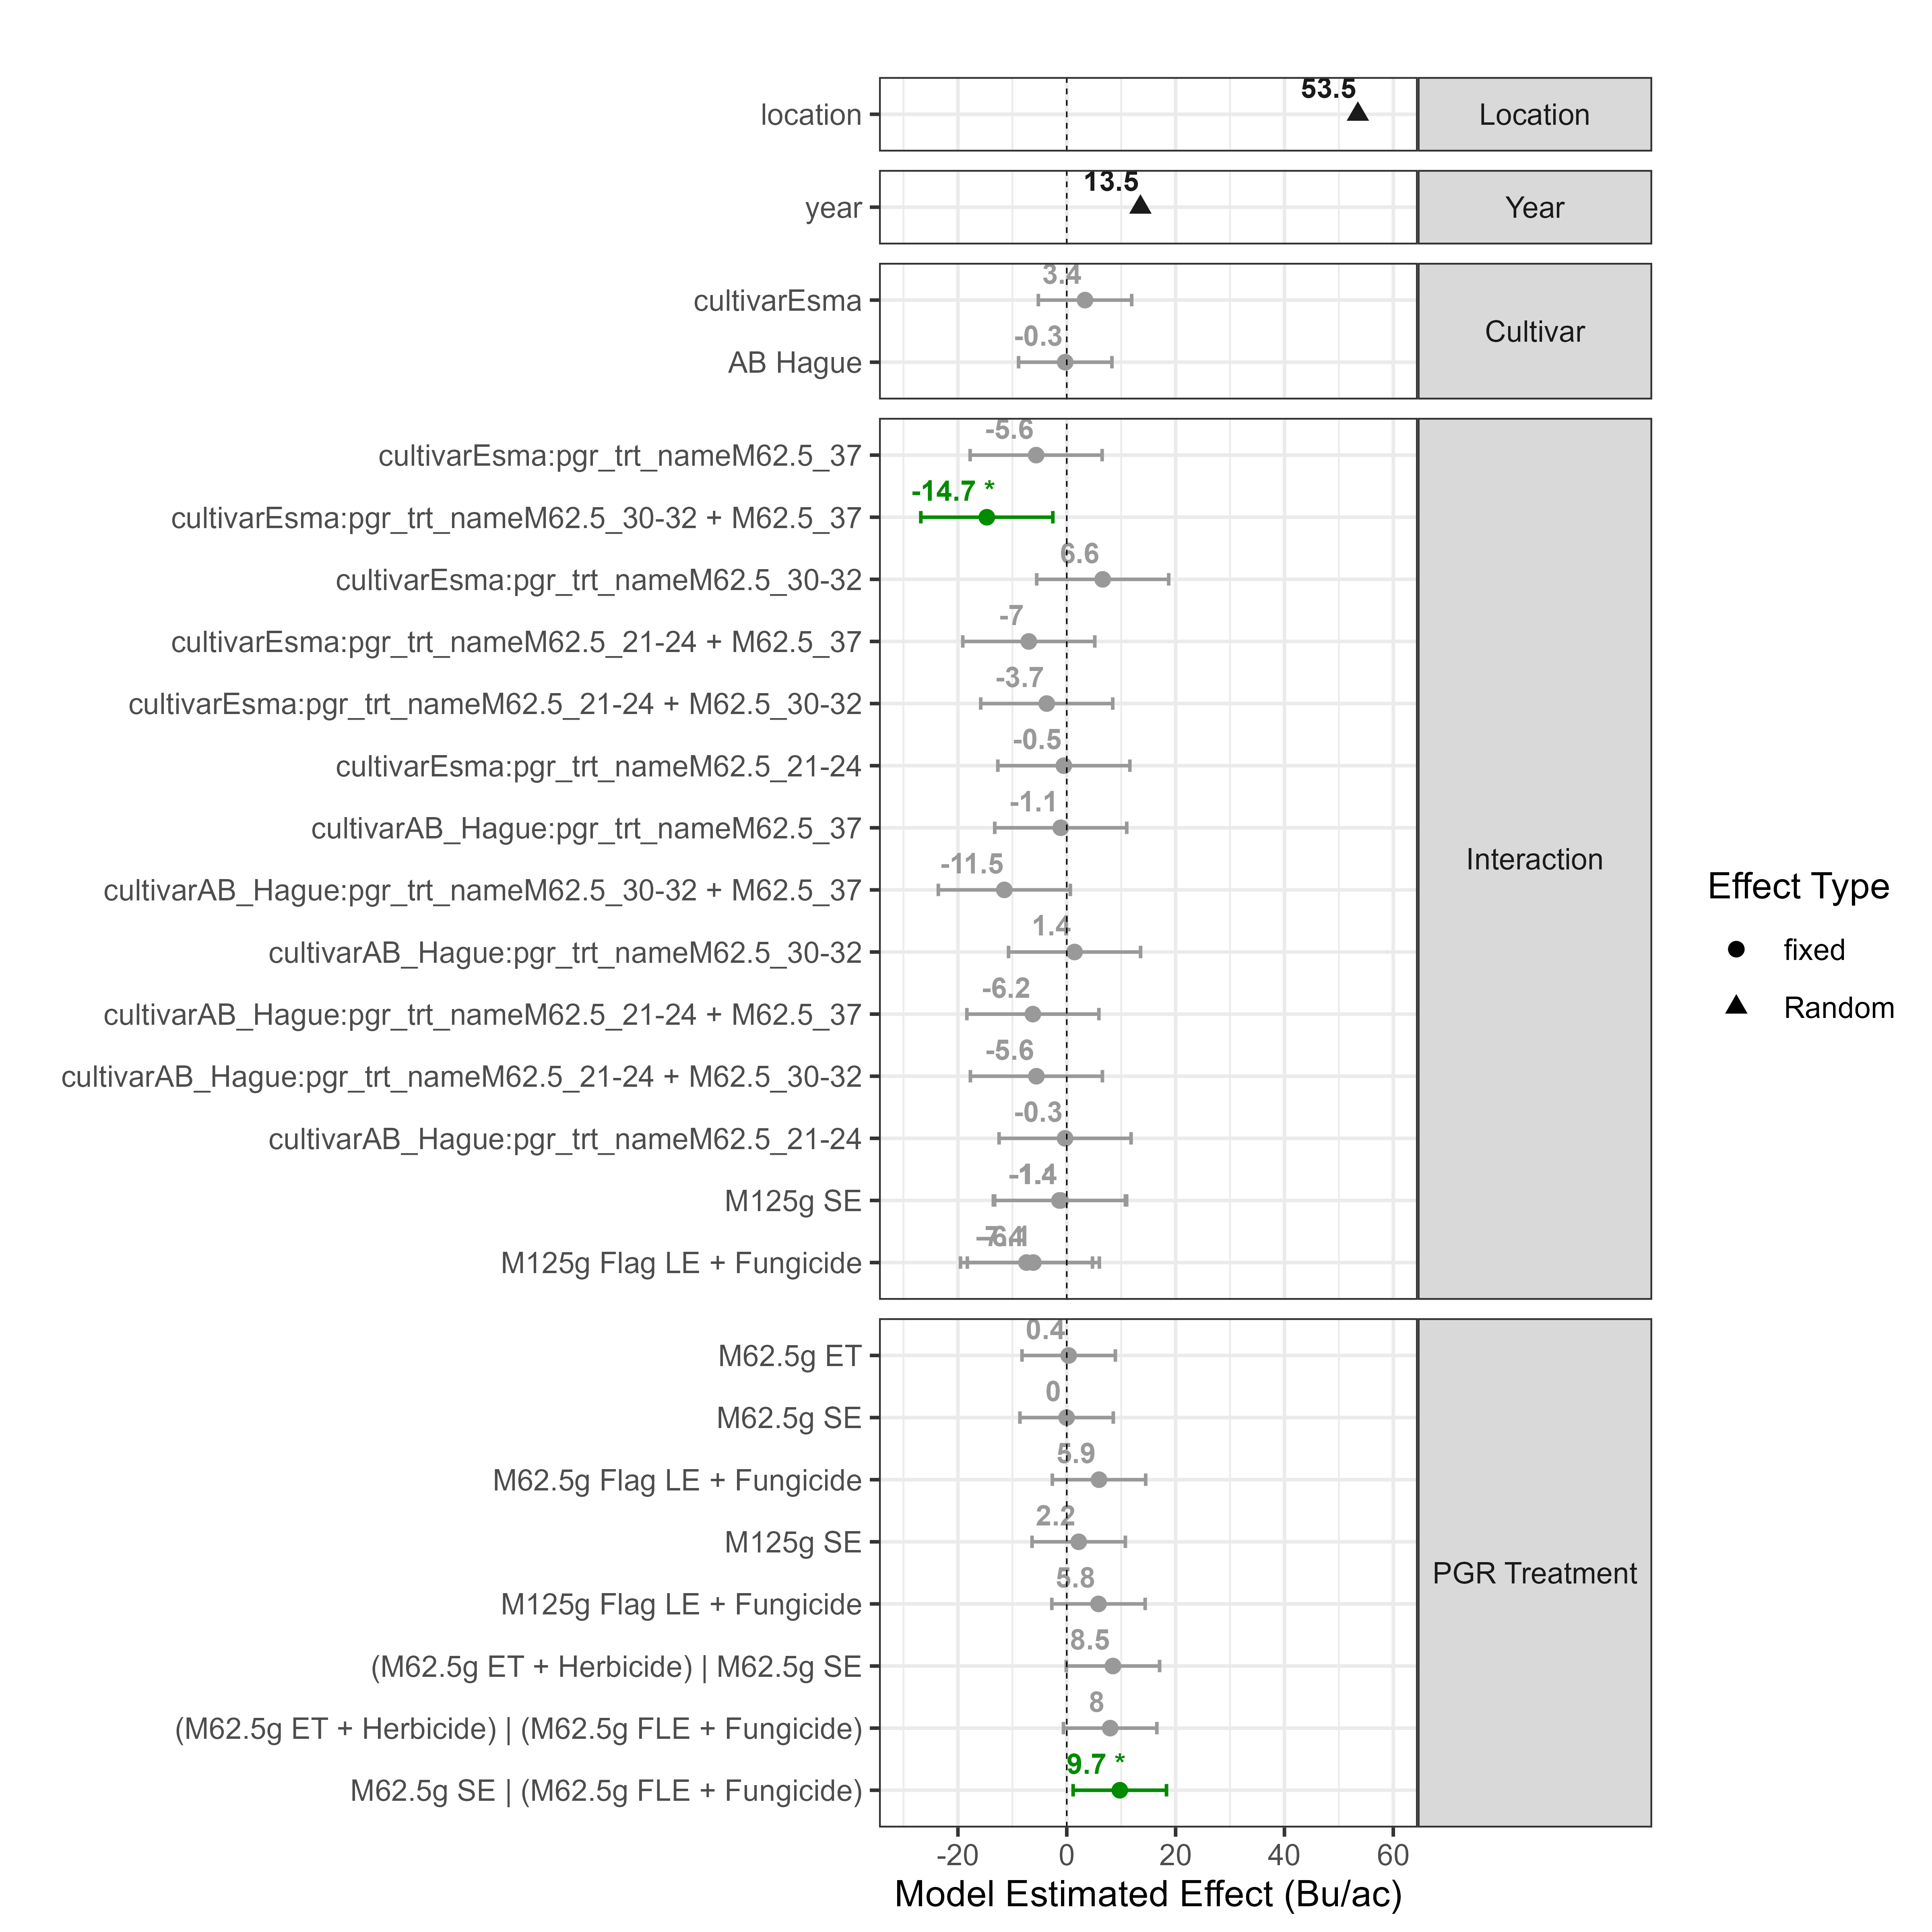 53.5
location
Location
13.5
year
Year
3.4
cultivarEsma
-0.3
AB Hague
Cultivar
-5.6
cultivarEsma:pgr_trt_nameM62.5_37
-14.7 *
cultivarEsma:pgr_trt_nameM62.5_30-32 + M62.5_37
6.6
cultivarEsma:pgr_trt_nameM62.5_30-32
-7
cultivarEsma:pgr_trt_nameM62.5_21-24 + M62.5_37
-3.7
cultivarEsma:pgr_trt_nameM62.5_21-24 + M62.5_30-32
-0.5
cultivarEsma:pgr_trt_nameM62.5_21-24
-1.1
cultivarAB_Hague:pgr_trt_nameM62.5_37
-11.5
cultivarAB_Hague:pgr_trt_nameM62.5_30-32 + M62.5_37
1.4
cultivarAB_Hague:pgr_trt_nameM62.5_30-32
-6.2
cultivarAB_Hague:pgr_trt_nameM62.5_21-24 + M62.5_37
-5.6
cultivarAB_Hague:pgr_trt_nameM62.5_21-24 + M62.5_30-32
-0.3
cultivarAB_Hague:pgr_trt_nameM62.5_21-24
M125g SE
M125g Flag LE + Fungicide
Interaction
0.4
M62.5g ET
0
M62.5g SE
5.9
M62.5g Flag LE + Fungicide
2.2
M125g SE
5.8
M125g Flag LE + Fungicide
8.5
(M62.5g ET + Herbicide) | M62.5g SE
8
(M62.5g ET + Herbicide) | (M62.5g FLE + Fungicide)
9.7 *
M62.5g SE | (M62.5g FLE + Fungicide)
PGR Treatment
-20 0 20 40 60
Model Estimated Effect (Bu/ac)
Effect Type
fixed
Random